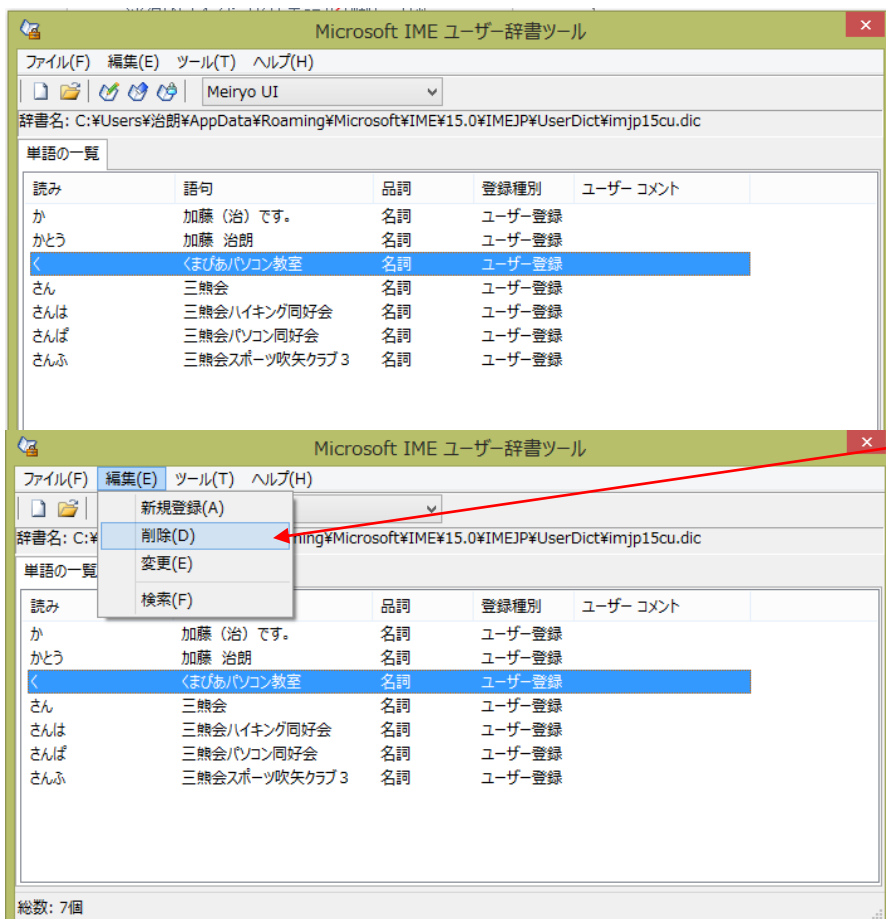 Microsoft IME ユーザー辞書ツール
ファイル(F) 編集(E) ツール(T) ヘルプ(H)
Meiryo UI
辞書名: C:¥Users¥治朗¥AppData¥Roaming¥Microsoft¥IME¥15.0¥IMEJP¥UserDict¥imjp15cu.dic
単語の一覧
読み 語句 品詞 登録種別 ユーザー コメント
か 加藤（治）です。 名詞 ユーザー登録
かとう 加藤 治朗 名詞 ユーザー登録
く くまぴあパソコン教室 名詞 ユーザー登録
さん 三熊会 名詞 ユーザー登録
さんは 三熊会ハイキング同好会 名詞 ユーザー登録
さんぱ 三熊会パソコン同好会 名詞 ユーザー登録
さんふ 三熊会スポーツ吹矢クラブ３ 名詞 ユーザー登録
Microsoft IME ユーザー辞書ツール
ファイル(F) 編集(E) ツール(T) ヘルプ(H)
新規登録(A)
辞書名: C:¥ 削除(D) ming¥Microsoft¥IME¥15.0¥IMEJP¥UserDict¥imjp15cu.dic
単語の一覧 変更(E)
検索(F)
読み 品詞 登録種別 ユーザー コメント
か 加藤（治）です。 名詞 ユーザー登録
かとう 加藤 治朗 名詞 ユーザー登録
く くまぴあパソコン教室 名詞 ユーザー登録
さん 三熊会 名詞 ユーザー登録
さんは 三熊会ハイキング同好会 名詞 ユーザー登録
さんぱ 三熊会パソコン同好会 名詞 ユーザー登録
さんふ 三熊会スポーツ吹矢クラブ３ 名詞 ユーザー登録
総数: 7個